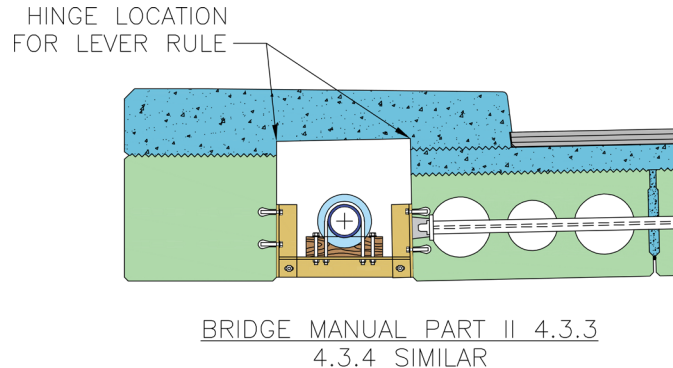 HINGE LOCATION
FOR LEVER RULE
BRIDGE MANUAL PART II 4.3.3
4.3.4 SIMILAR